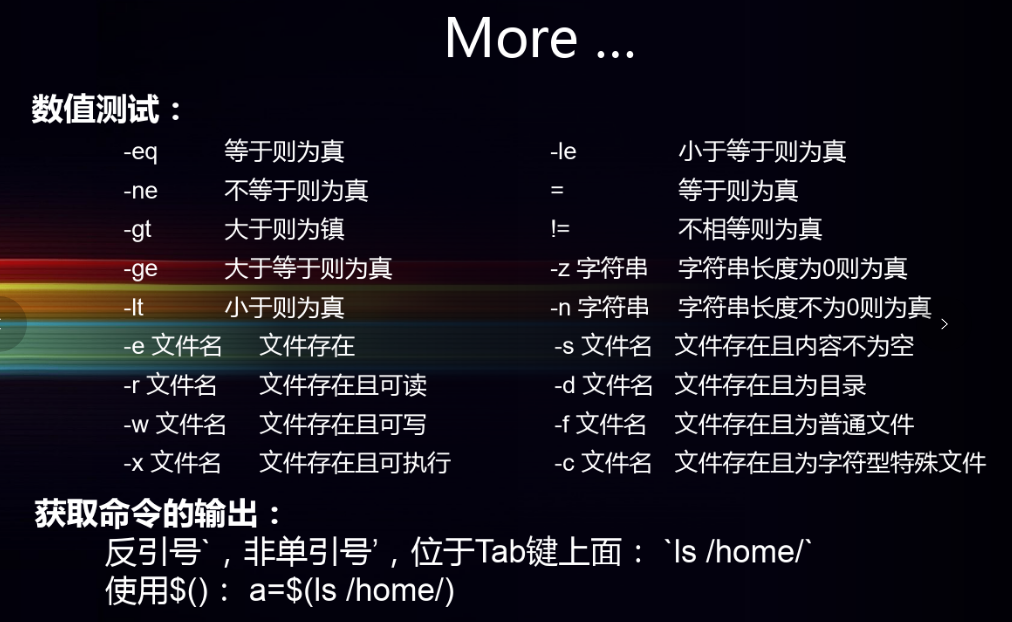 More ...
数值测试：
-eq 等于则为真 -le 小于等于则为真
-ne 不等于则为真 = 等于则为真
-gt 大于则为镇 != 不相等则为真
-ge 大于等于则为真 -z 字符串 字符串长度为0则为真
-lt 小于则为真 -n 字符串 字符串长度不为0则为真
-e 文件名 文件存在 -s 文件名 文件存在且内容不为空
-r 文件名 文件存在且可读 -d 文件名 文件存在且为目录
-w 文件名 文件存在且可写 -f 文件名 文件存在且为普通文件
-x 文件名 文件存在且可执行 -c 文件名 文件存在且为字符型特殊文件
获取命令的输出：
反引号`，非单引号’，位于Tab键上面： `ls /home/`
使用$()： a=$(ls /home/)